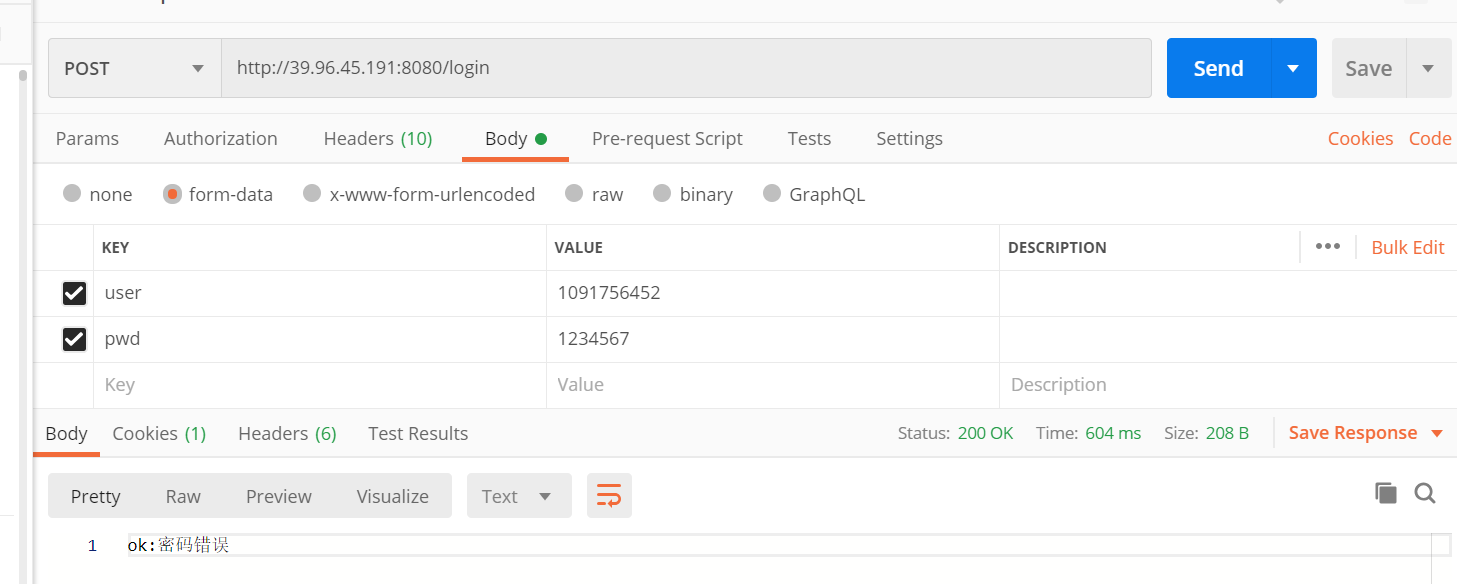 POST http://39.96.45.191:8080/login Send Save
Params Authorization Headers (10) Body Pre-request Script Tests Settings Cookies Code
none form-data x-www-form-urlencoded raw binary GraphQL
KEY VALUE DESCRIPTION ••• Bulk Edit
user 1091756452
pwd 1234567
Key Value Description
Body Cookies (1) Headers (6) Test Results Status: 200 OK Time: 604 ms Size: 208 B Save Response
Pretty Raw Preview Visualize Text
1 ok:密码错误